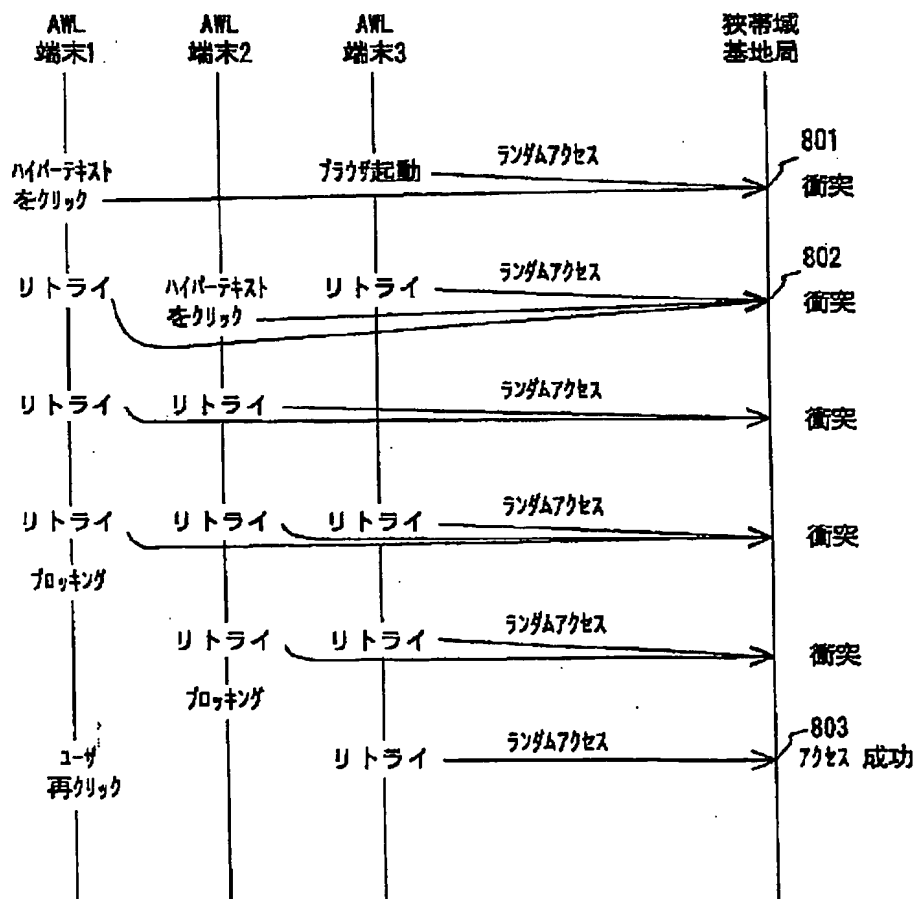 AWL
端末1
AWL
端末2
AWL
端末3
狭帯域
基地局
801
ハイパーテキスト
をクリック
ブラウザ起動
ランダムアクセス
衝突
802
リトライ
ハイパーテキスト
をクリック
リトライ
ランダムアクセス
衝突
リトライ
リトライ
ランダムアクセス
衝突
リトライ
リトライ
リトライ
ランダムアクセス
衝突
ブロッキング
リトライ
リトライ
ランダムアクセス
衝突
ブロッキング
803
ユーザ
再クリック
リトライ
ランダムアクセス
アクセス 成功